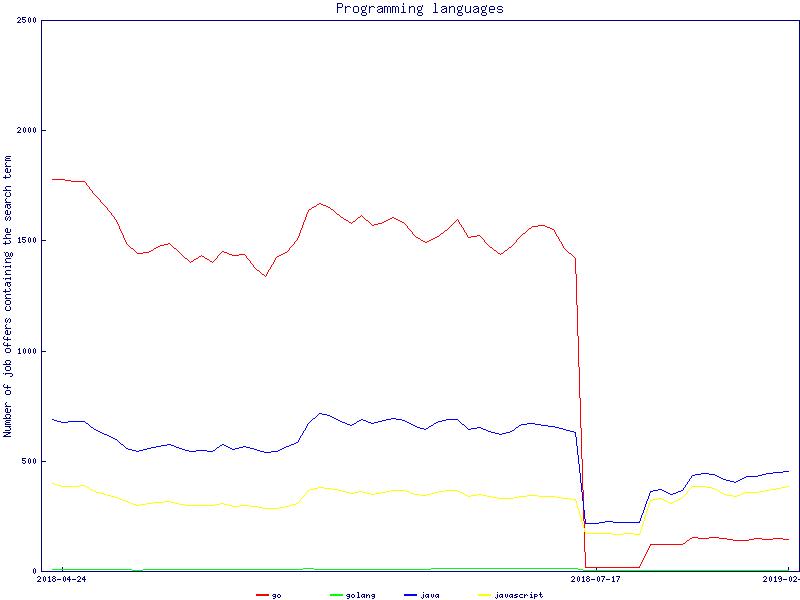 Programming languages
Number of job offers containing the search term
2500
2000
1500
1000
500
0
2018-04-24 2018-07-17 2019-02-
go golang java javascript